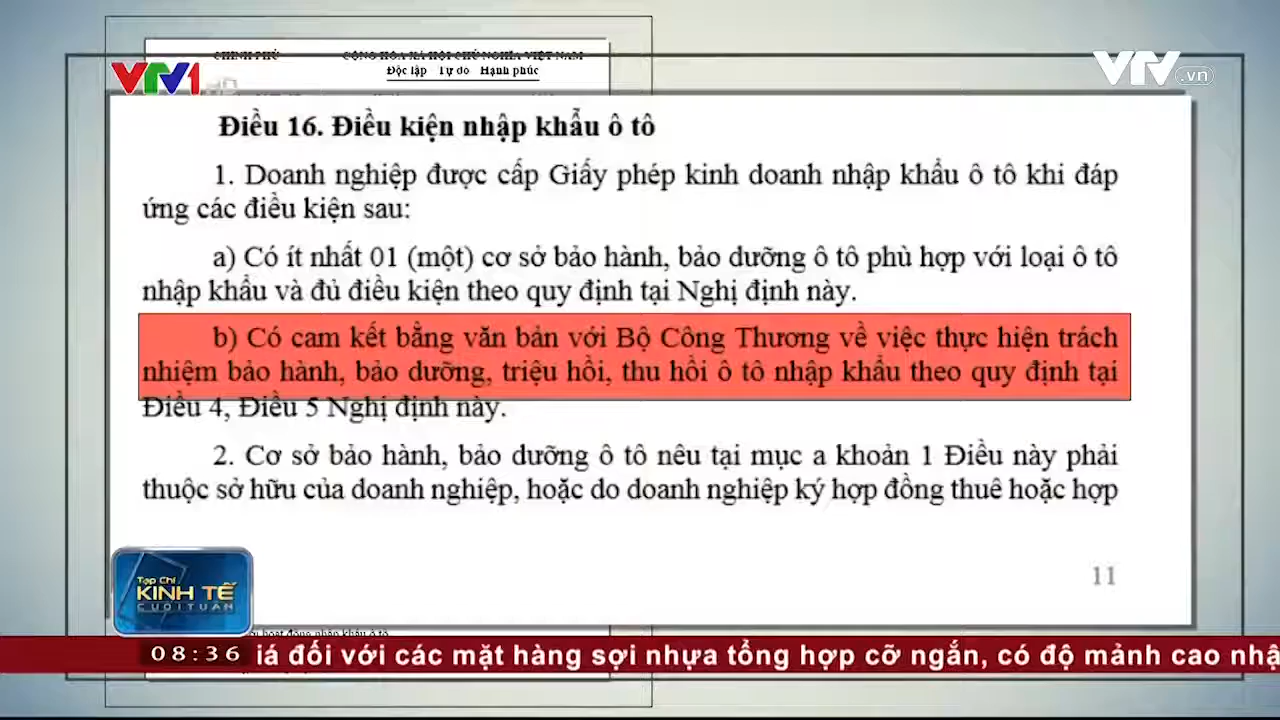 CHÍNH PHỦ
CỘNG HÒA XÃ HỘI CHỦ NGHĨA VIỆT NAM
Độc lập Tự do Hạnh phúc
VTV1
HD
VTV.vn
Điều 16. Điều kiện nhập khẩu ô tô
1. Doanh nghiệp được cấp Giấy phép kinh doanh nhập khẩu ô tô khi đáp
ứng các điều kiện sau:
a) Có ít nhất 01 (một) cơ sở bảo hành, bảo dưỡng ô tô phù hợp với loại ô tô
nhập khẩu và đủ điều kiện theo quy định tại Nghị định này.
b) Có cam kết bằng văn bản với Bộ Công Thương về việc thực hiện trách
nhiệm bảo hành, bảo dưỡng, triệu hồi, thu hồi ô tô nhập khẩu theo quy định tại
Điều 4, Điều 5 Nghị định này.
2. Cơ sở bảo hành, bảo dưỡng ô tô nêu tại mục a khoản 1 Điều này phải
thuộc sở hữu của doanh nghiệp, hoặc do doanh nghiệp ký hợp đồng thuê hoặc hợp
11
Tạp Chí
KINH TẾ
CUỐI TUẦN
hoạt động nhập khẩu ô tô
08:36 iá đối với các mặt hàng sợi nhựa tổng hợp cỡ ngắn, có độ mảnh cao nhậ